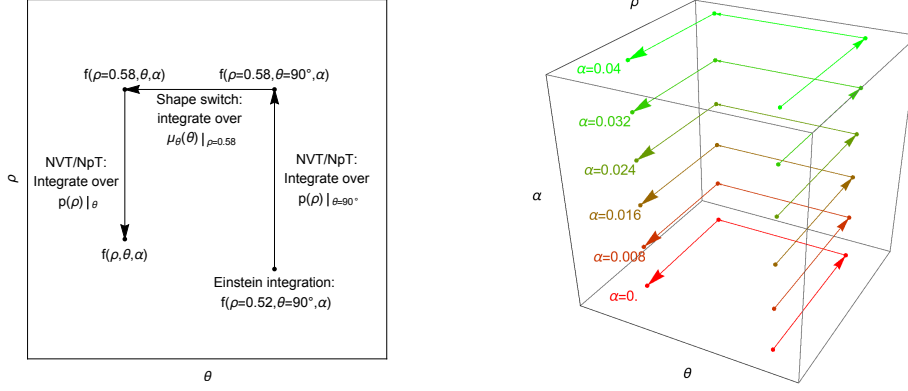 f(ρ=0.58,θ,α)
f(ρ=0.58,θ=90°,α)
Shape switch:
integrate over
μθ(θ)|ρ=0.58
NVT/NpT:
Integrate over
p(ρ)|θ
NVT/NpT:
Integrate over
p(ρ)|θ=90°
f(ρ,θ,α)
Einstein integration:
f(ρ=0.52,θ=90°,α)
ρ
θ
ρ
α=0.04
α=0.032
α=0.024
α=0.016
α=0.008
α=0.
α
θ